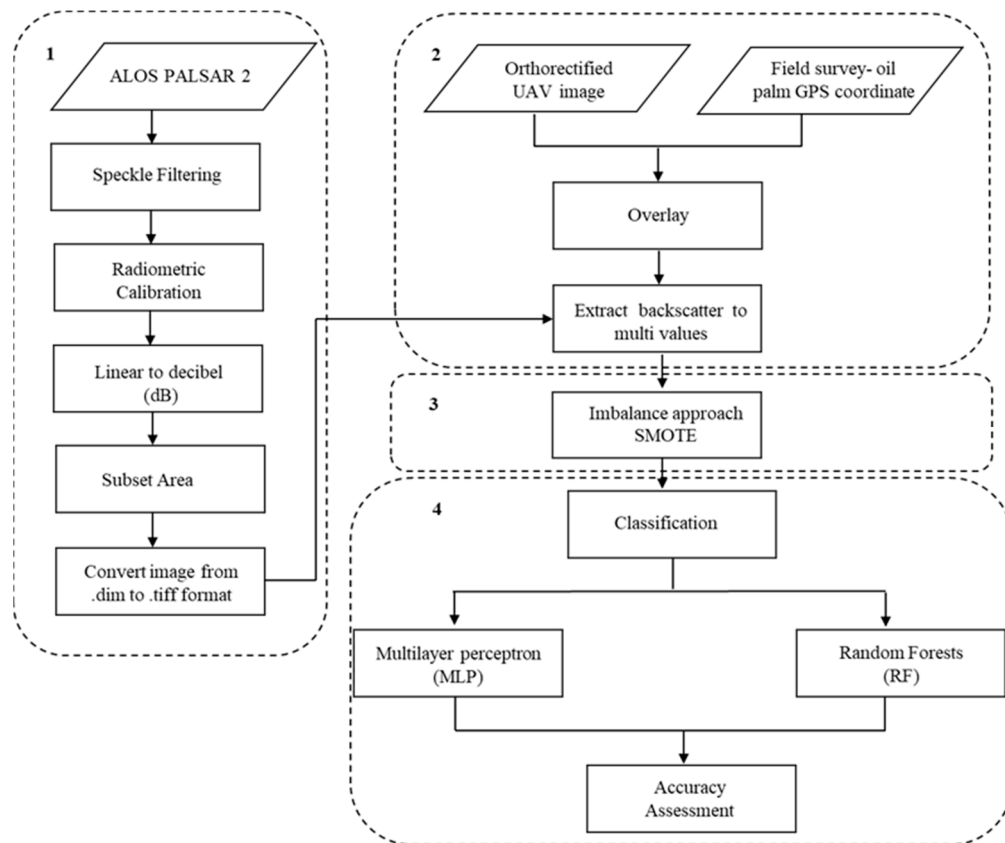 1
ALOS PALSAR 2
Speckle Filtering
Radiometric
Calibration
Linear to decibel
(dB)
Subset Area
Convert image from
.dim to .tiff format
2
Orthorectified
UAV image
Field survey- oil
palm GPS coordinate
Overlay
Extract backscatter to
multi values
3
Imbalance approach
SMOTE
4
Classification
Multilayer perceptron
(MLP)
Random Forests
(RF)
Accuracy
Assessment